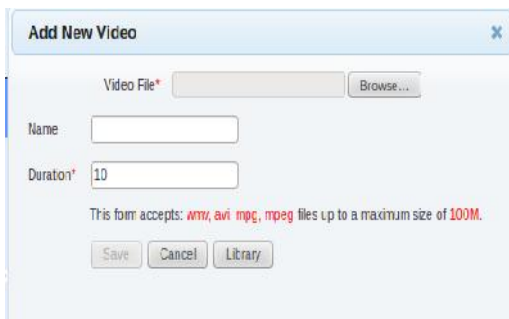 Add New Video
Video File* Browse...
Name
Duration* 10
This form accepts: wmv, avi mpg, mpeg files up to a maximum size of 100M.
Save Cancel Library